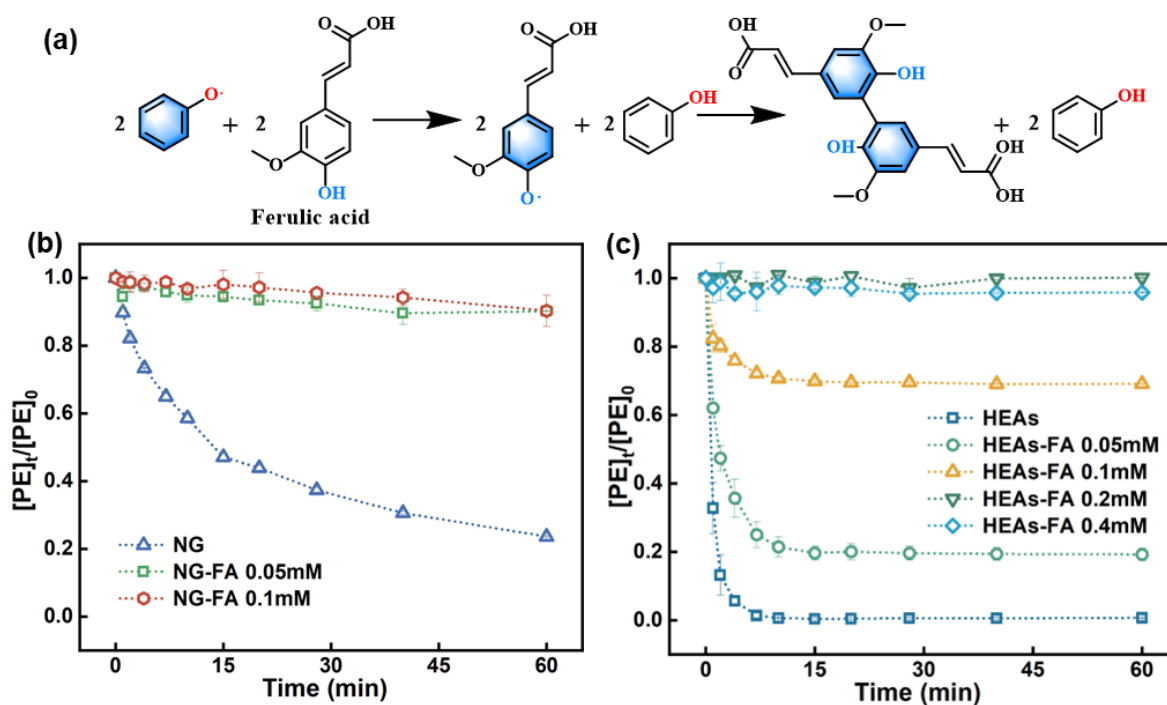 (a)
O OH O OH O HO OH O
2 O· + 2 2 + 2 OH OH + 2 OH
O OH O O· O OH
Ferulic acid
(b)
[PE]t/[PE]0
1.0
0.8
0.6
0.4
0.2
0.0
NG
NG-FA 0.05mM
NG-FA 0.1mM
0 15 30 45 60
Time (min)
(c)
[PE]t/[PE]0
1.0
0.8
0.6
0.4
0.2
0.0
HEAs
HEAs-FA 0.05mM
HEAs-FA 0.1mM
HEAs-FA 0.2mM
HEAs-FA 0.4mM
0 15 30 45 60
Time (min)